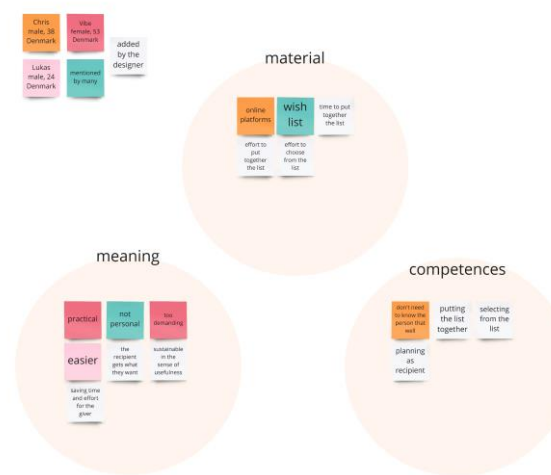 Chris
male, 38
Denmark
Vibe
female, 53
Denmark
added
by the
designer
Lukas
male, 24
Denmark
mentioned
by many
material
online
platforms
wish
list
time to put
together
the list
effort to
put
together
the list
effort to
choose
from the
list
meaning
practical
not
personal
too
demanding
easier
the
recipient
gets what
they want
sustainable
in the
sense of
usefulness
saving time
and effort
for the
giver
competences
don't need
to know the
person that
well
putting
the list
together
selecting
from the
list
planning
as
recipient